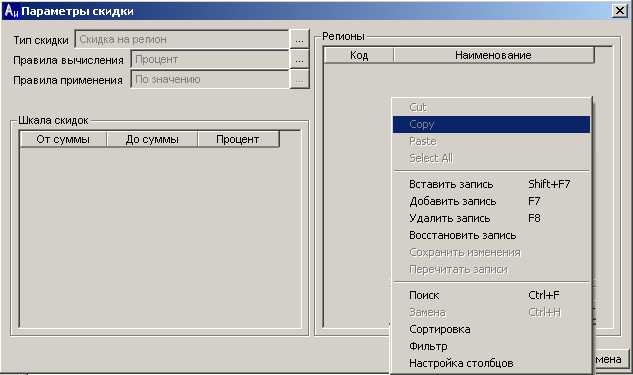 Aн Параметры скидки
Тип скидки Скидка на регион ...
Правила вычисления Процент ...
Правила применения По значению ...
Шкала скидок
От суммы До суммы Процент
Регионы
Код Наименование
Cut
Copy
Paste
Select All
Вставить запись Shift+F7
Добавить запись F7
Удалить запись F8
Восстановить запись
Сохранить изменения
Перечитать записи
Поиск Ctrl+F
Замена Ctrl+H
Сортировка
Фильтр
Настройка столбцов
мена